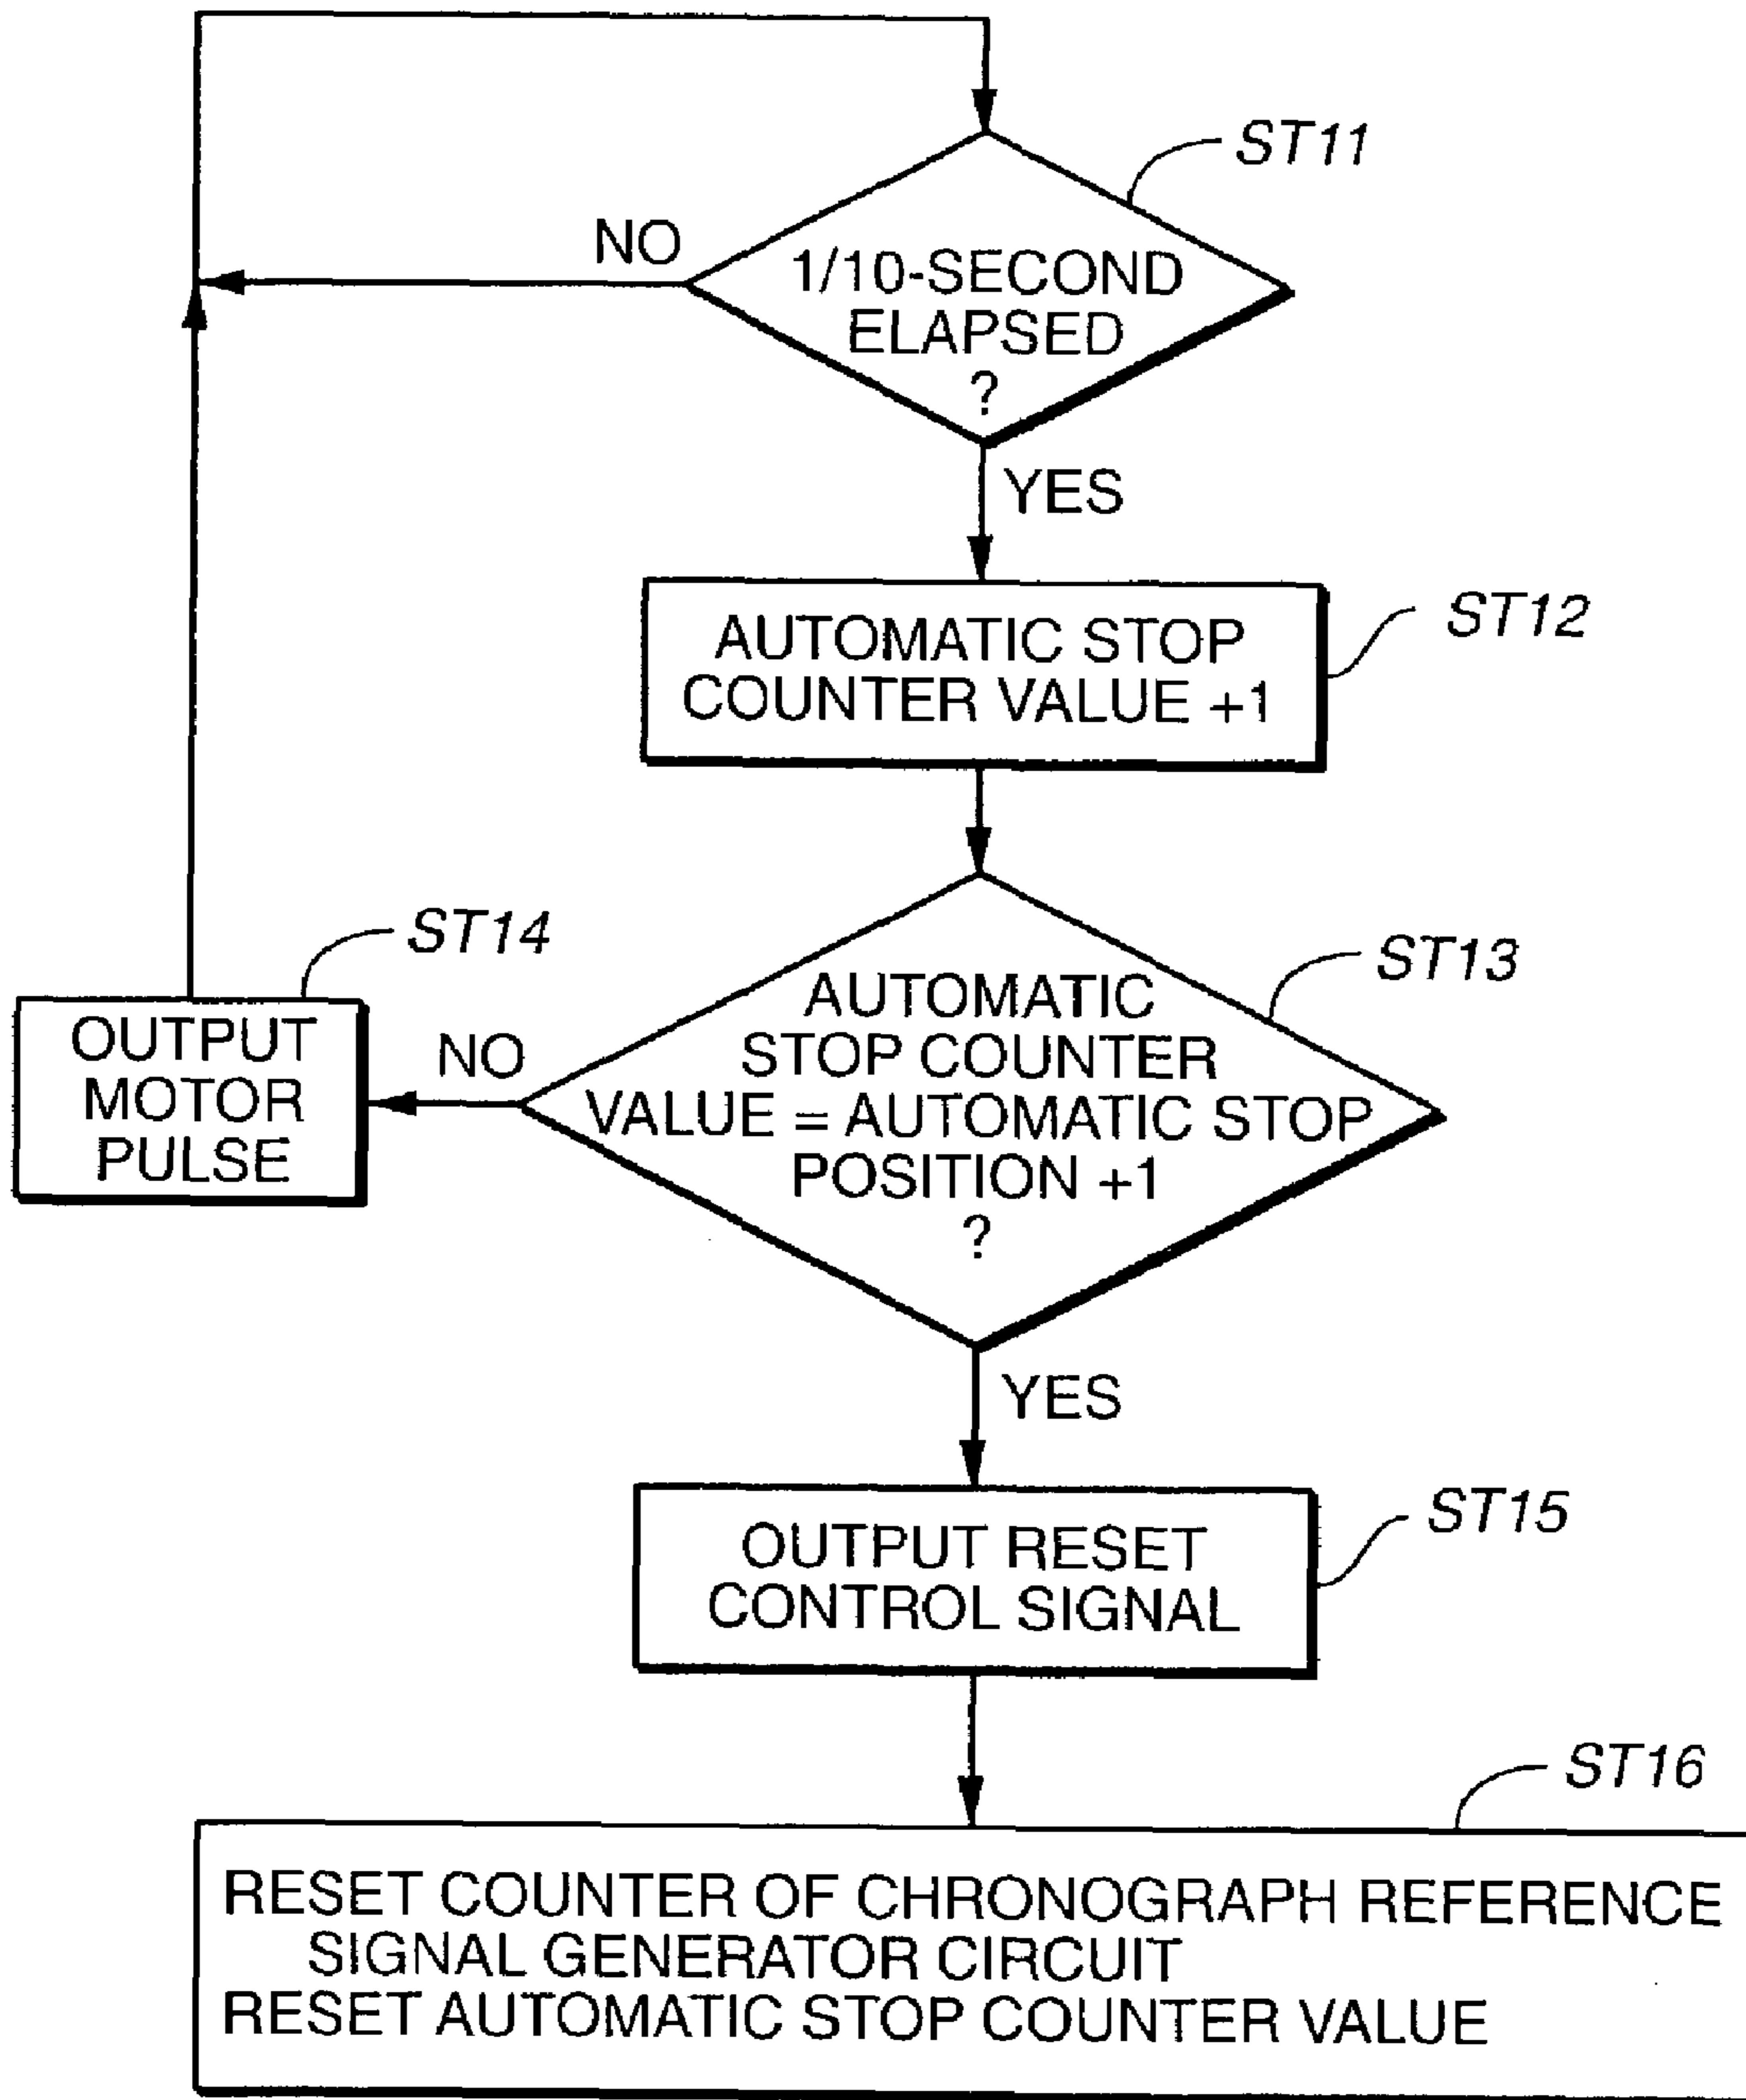 ST11
NO
1/10-SECOND
ELAPSED
?
YES
ST12
AUTOMATIC STOP
COUNTER VALUE +1
ST14
ST13
OUTPUT
MOTOR
PULSE
NO
AUTOMATIC
STOP COUNTER
VALUE = AUTOMATIC STOP
POSITION +1
?
YES
ST15
OUTPUT RESET
CONTROL SIGNAL
ST16
RESET COUNTER OF CHRONOGRAPH REFERENCE
SIGNAL GENERATOR CIRCUIT
RESET AUTOMATIC STOP COUNTER VALUE